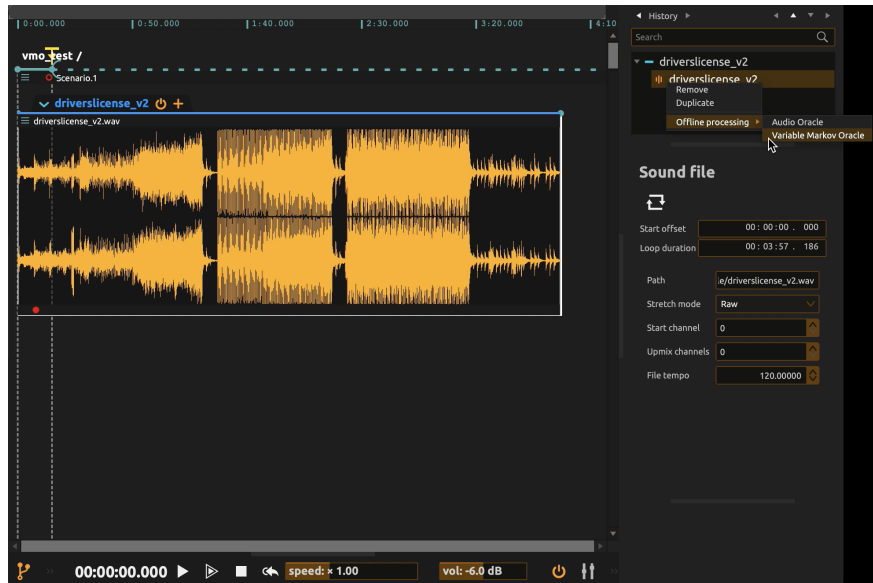 0:00.000 0:50.000 1:40.000 2:30.000 3:20.000 4:10
vmo_test /
Scenario.1
driverslicense_v2
driverslicense_v2.wav
History
Search
driverslicense_v2
driverslicense_v2
Remove
Duplicate
Offline processing
Audio Oracle
Variable Markov Oracle
Sound file
Start offset 00 : 00 : 00 . 000
Loop duration 00 : 03 : 57 . 186
Path e/driverslicense_v2.wav
Stretch mode Raw
Start channel 0
Upmix channels 0
File tempo 120.00000
00:00:00.000 speed: × 1.00 vol: -6.0 dB